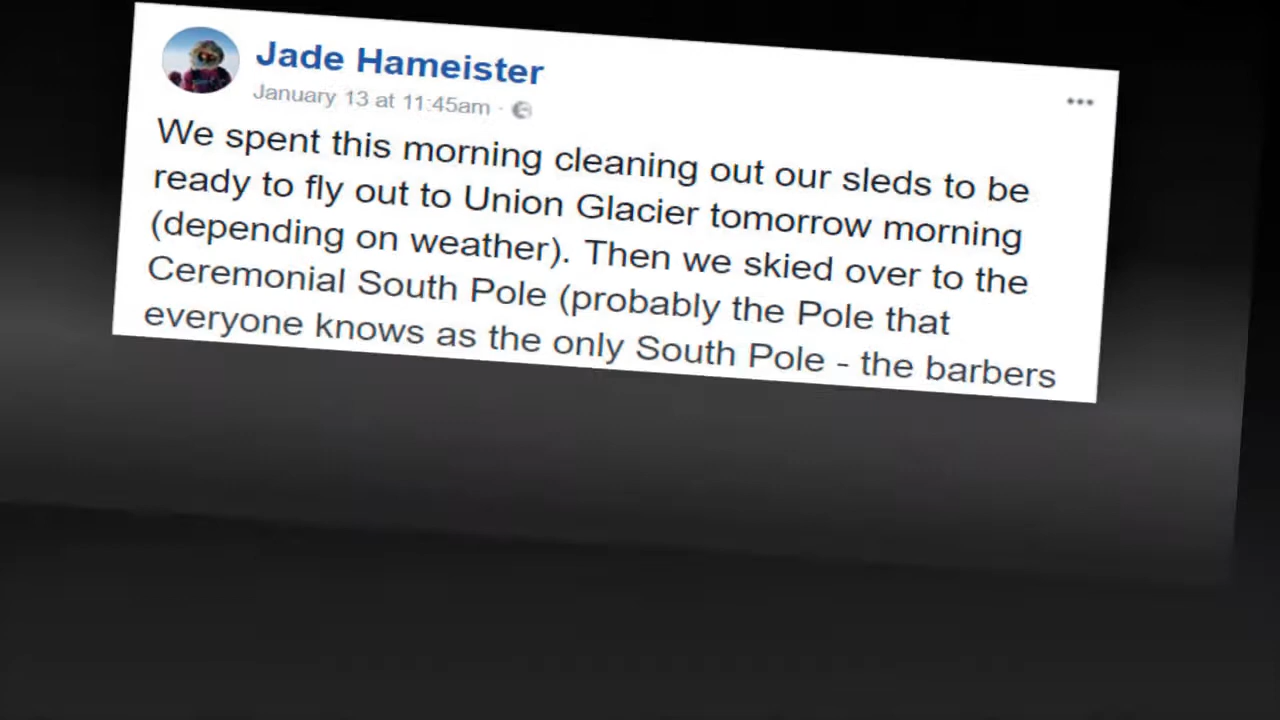 Jade Hameister
January 13 at 11:45am ·
We spent this morning cleaning out our sleds to be
ready to fly out to Union Glacier tomorrow morning
(depending on weather). Then we skied over to the
Ceremonial South Pole (probably the Pole that
everyone knows as the only South Pole - the barbers